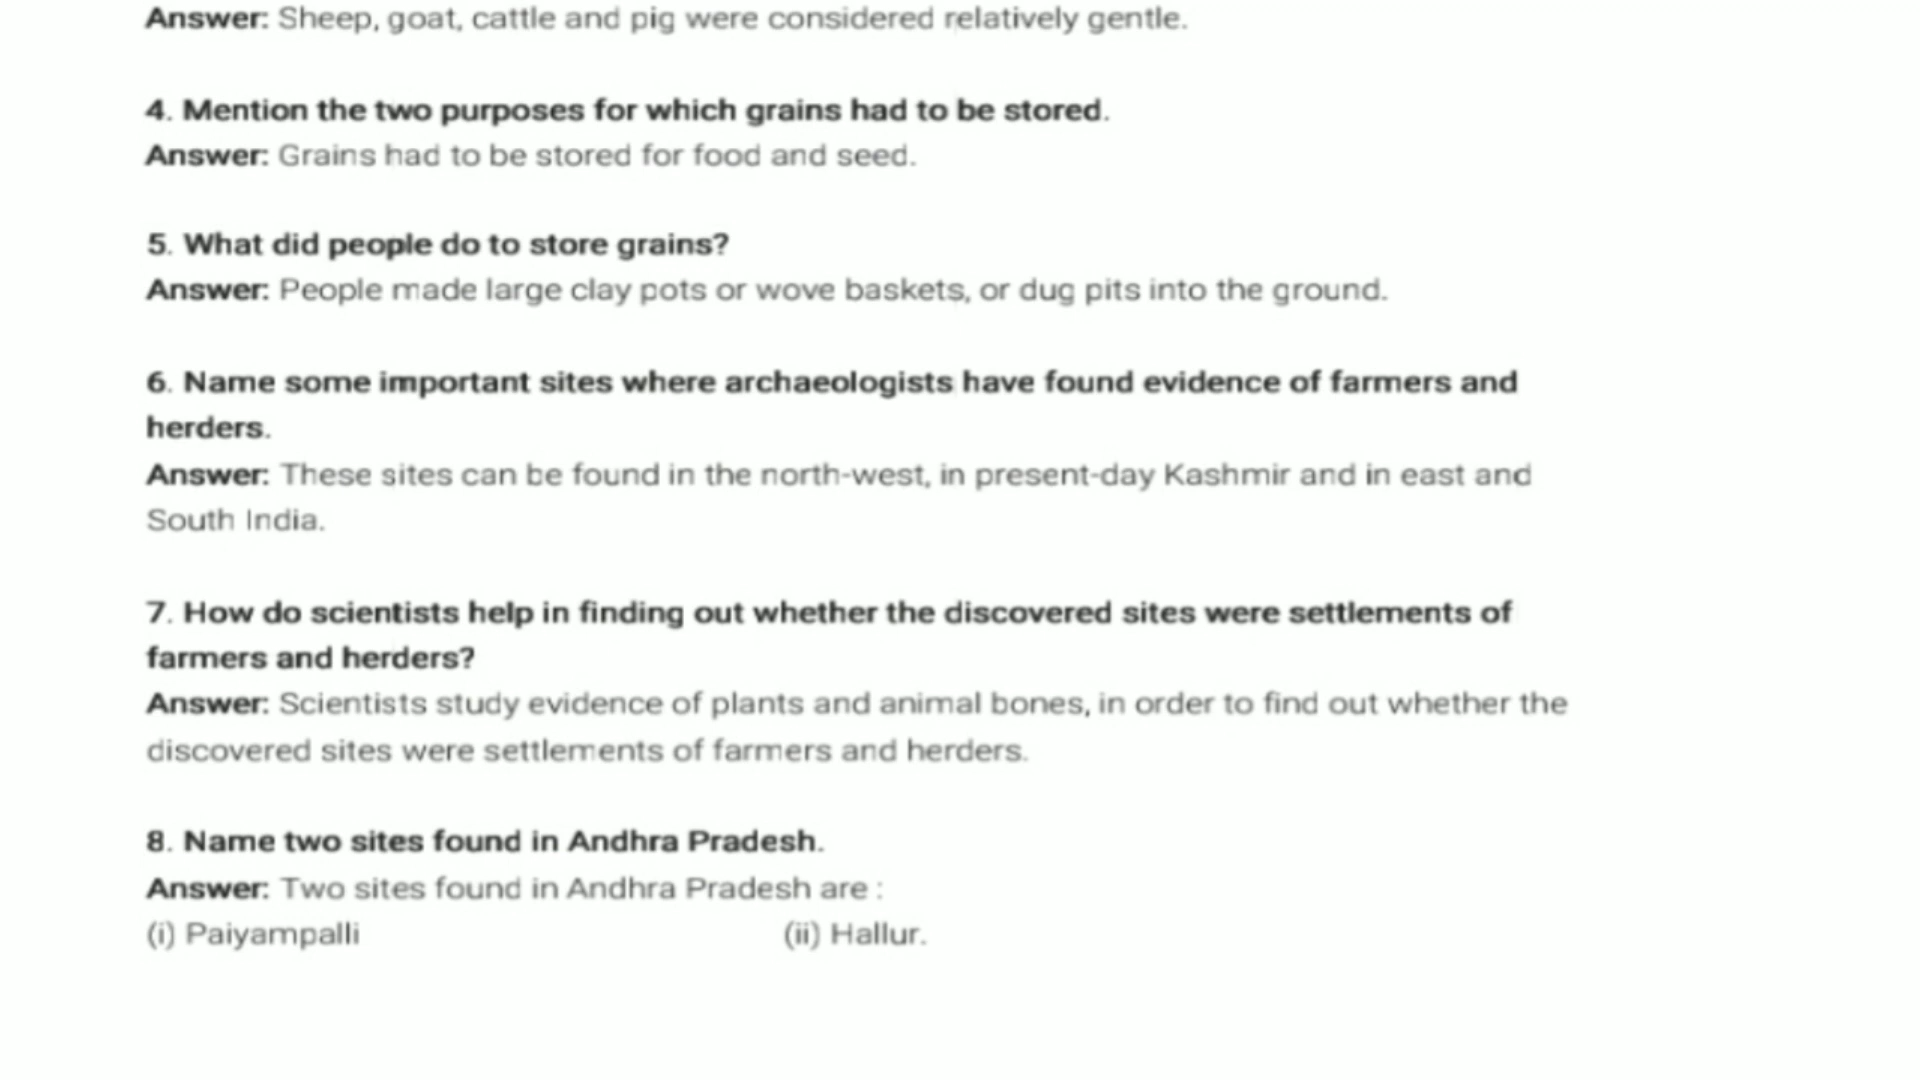 Answer: Sheep, goat, cattle and pig were considered relatively gentle.
4. Mention the two purposes for which grains had to be stored.
Answer: Grains had to be stored for food and seed.
5. What did people do to store grains?
Answer: People made large clay pots or wove baskets, or dug pits into the ground.
6. Name some important sites where archaeologists have found evidence of farmers and
herders.
Answer: These sites can be found in the north-west, in present-day Kashmir and in east and
South India.
7. How do scientists help in finding out whether the discovered sites were settlements of
farmers and herders?
Answer: Scientists study evidence of plants and animal bones, in order to find out whether the
discovered sites were settlements of farmers and herders.
8. Name two sites found in Andhra Pradesh.
Answer: Two sites found in Andhra Pradesh are :
(i) Paiyampalli (ii) Hallur.